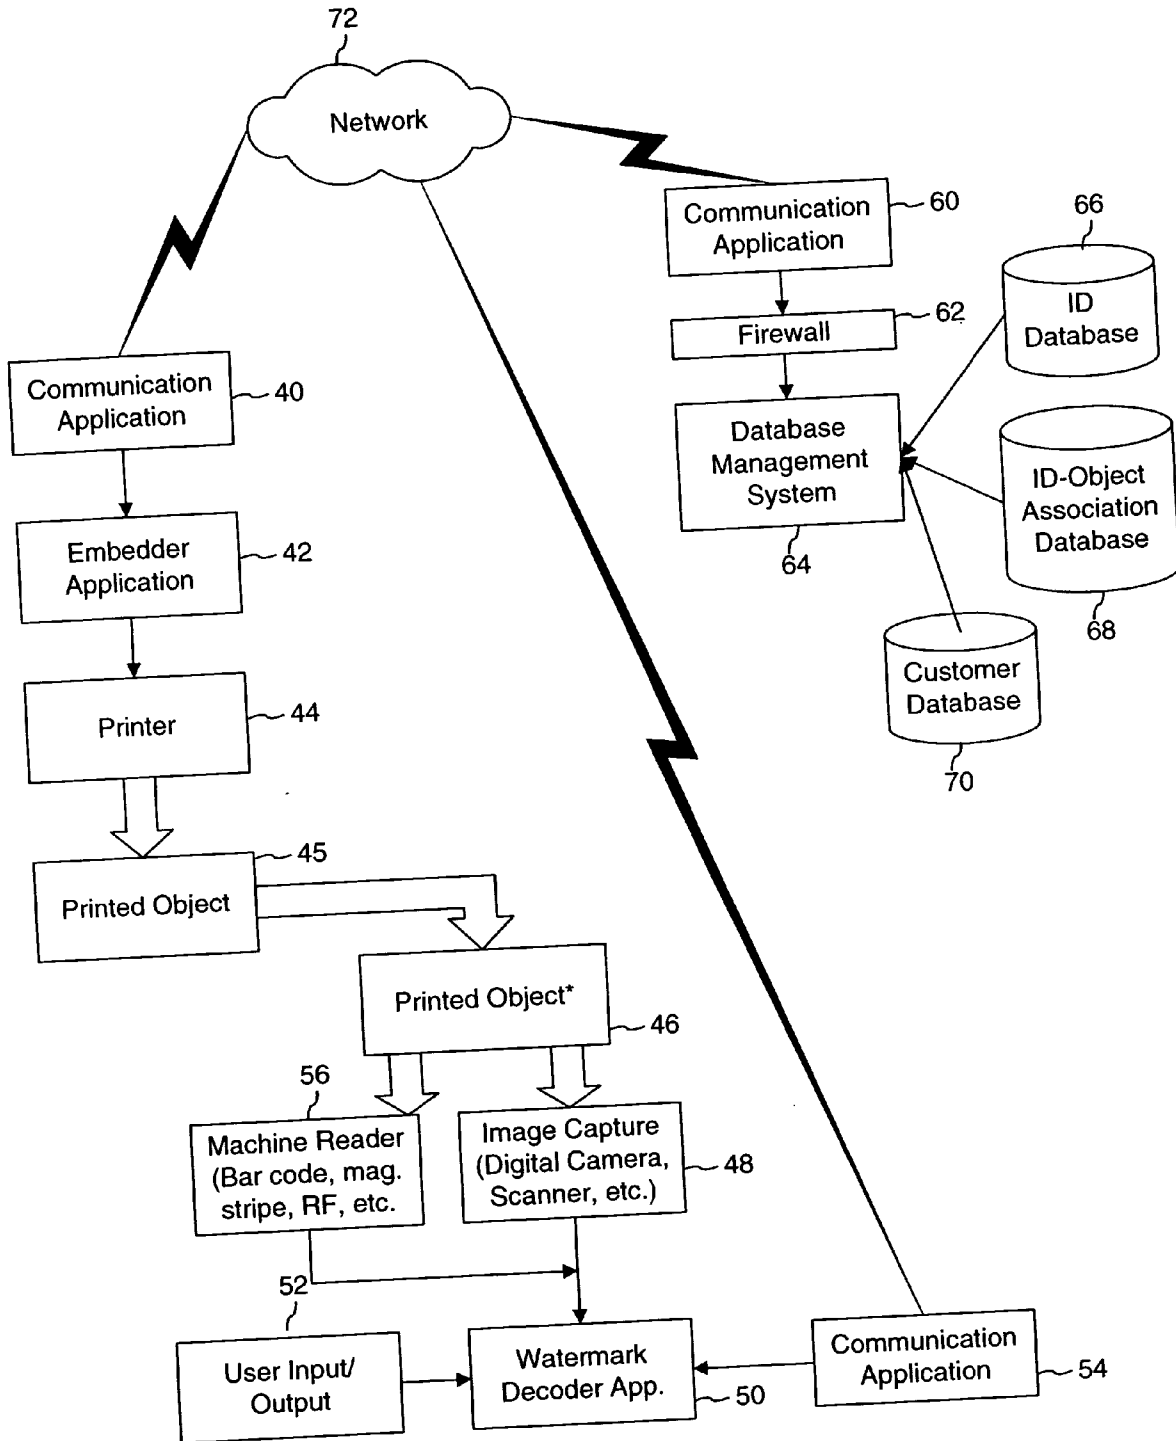 72
Network
Communication
Application
60
66
ID
Database
62
Firewall
Communication
Application
40
Database
Management
System
64
ID-Object
Association
Database
68
Embedder
Application
42
Customer
Database
70
Printer
44
45
Printed Object
Printed Object*
46
56
Machine Reader
(Bar code, mag.
stripe, RF, etc.
Image Capture
(Digital Camera,
Scanner, etc.)
48
52
User Input/
Output
Watermark
Decoder App.
50
Communication
Application
54